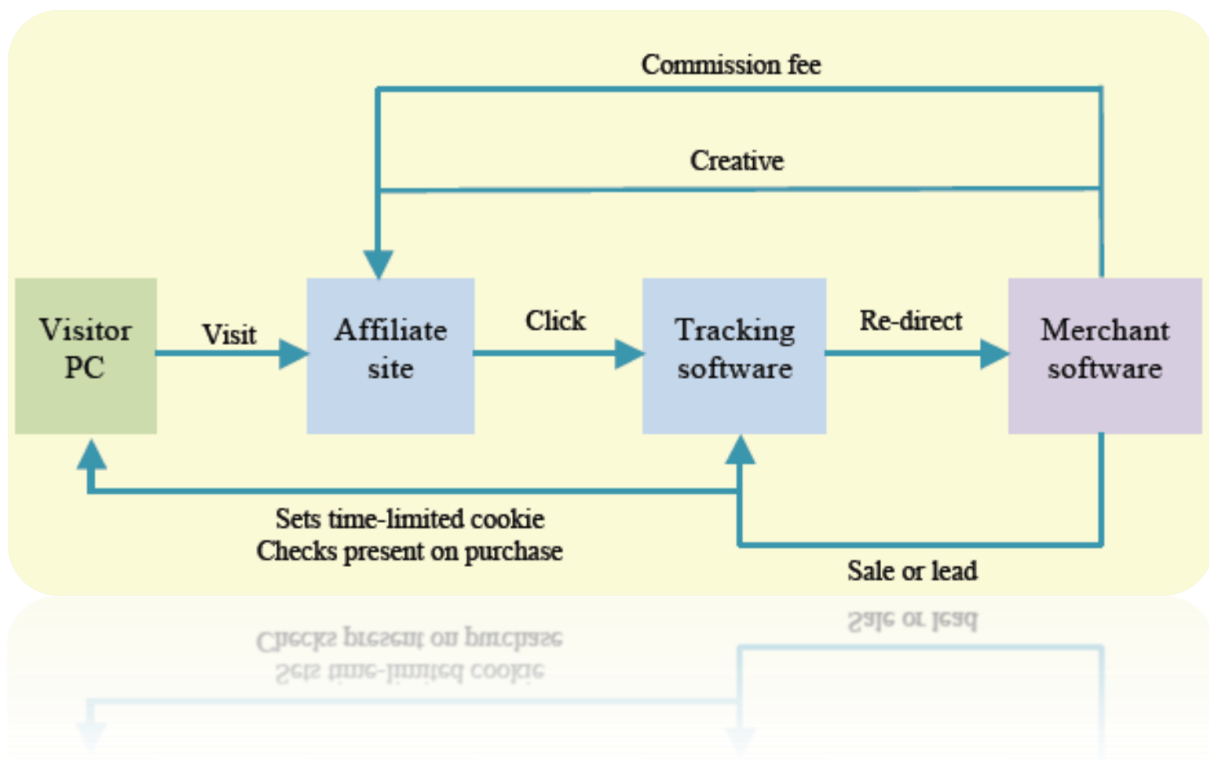 Commission fee
Creative
Visitor
PC
Visit
Affiliate
site
Click
Tracking
software
Re-direct
Merchant
software
Sets time-limited cookie
Checks present on purchase
Sale or lead